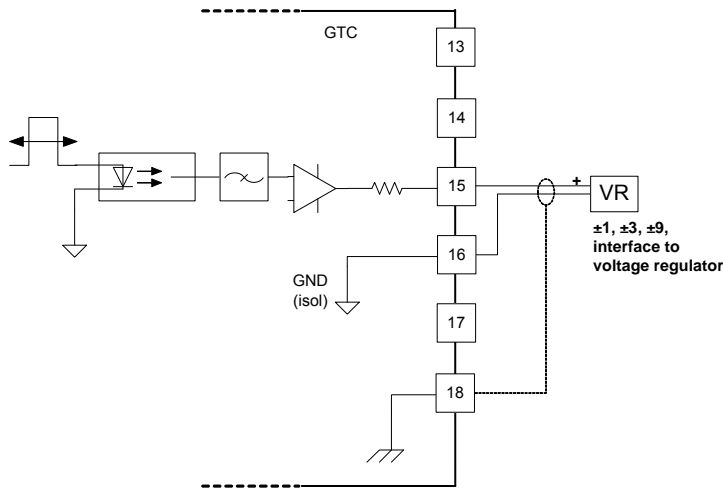 GTC
13
14
15
+
VR
±1, ±3, ±9,
interface to
voltage regulator
16
GND
(isol)
17
18